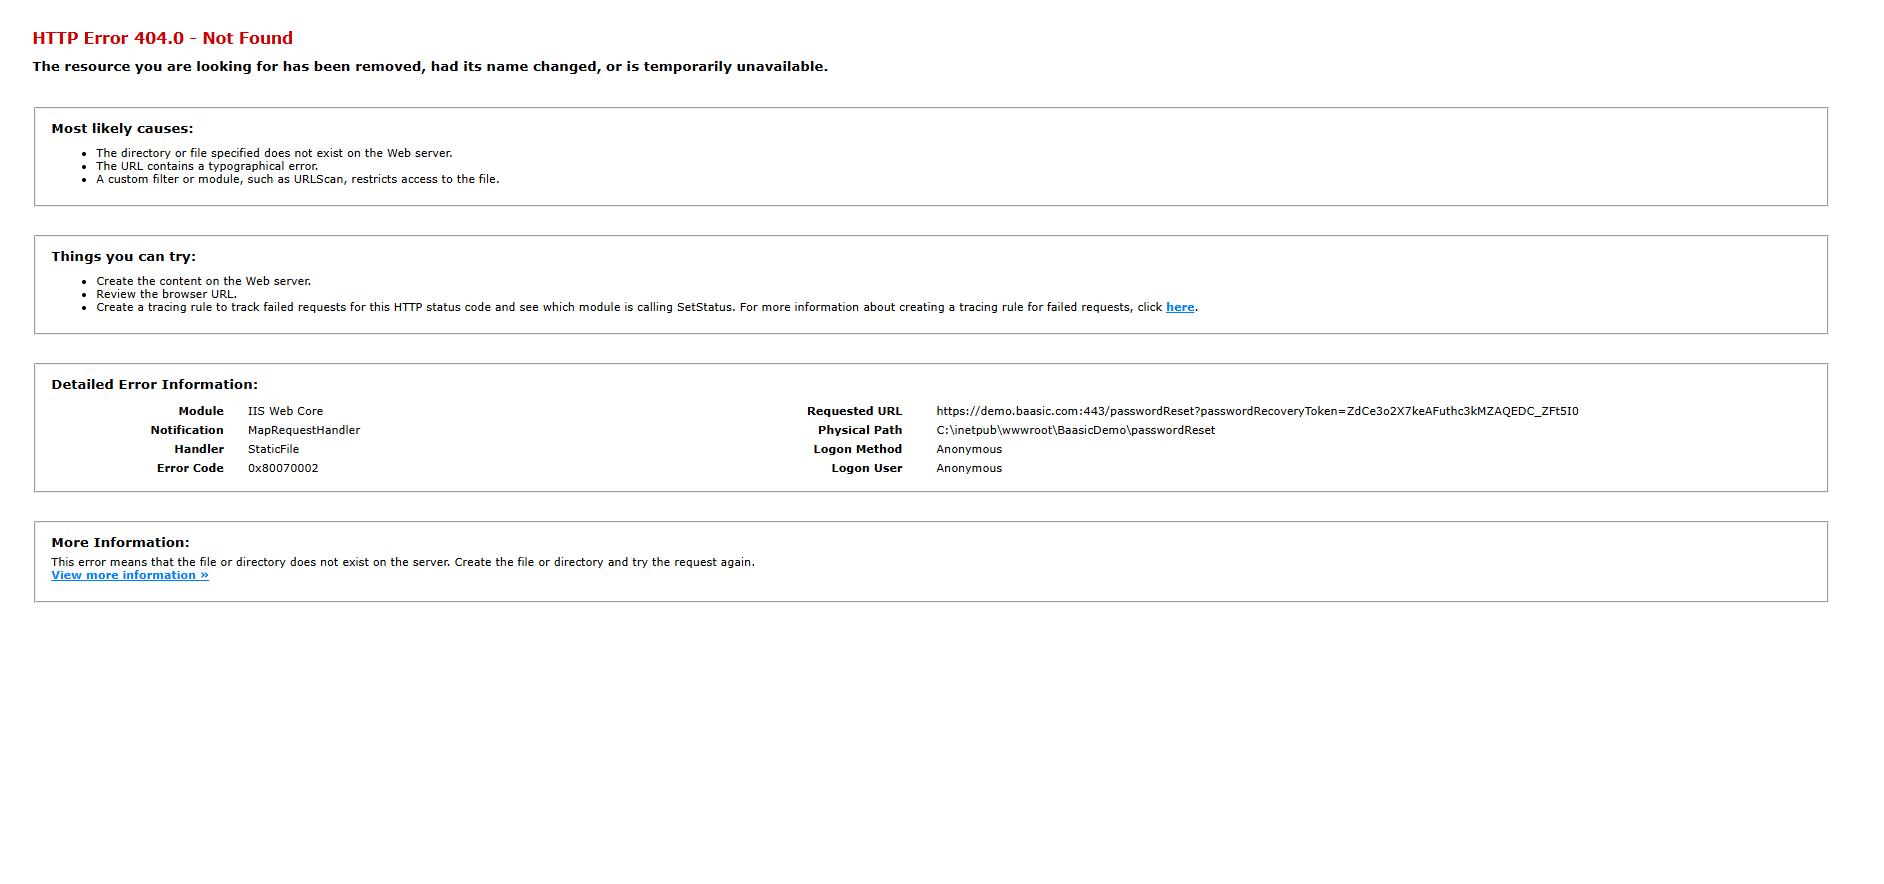 HTTP Error 404.0 - Not Found
The resource you are looking for has been removed, had its name changed, or is temporarily unavailable.
Most likely causes:
The directory or file specified does not exist on the Web server.
The URL contains a typographical error.
A custom filter or module, such as URLScan, restricts access to the file.
Things you can try:
Create the content on the Web server.
Review the browser URL.
Create a tracing rule to track failed requests for this HTTP status code and see which module is calling SetStatus. For more information about creating a tracing rule for failed requests, click here.
Detailed Error Information:
Module IIS Web Core
Notification MapRequestHandler
Handler StaticFile
Error Code 0x80070002
Requested URL https://demo.baasic.com:443/passwordReset?passwordRecoveryToken=ZdCe3o2X7keAFuthc3kMZAQEDC_ZFt5I0
Physical Path C:\inetpub\wwwroot\BaasicDemo\passwordReset
Logon Method Anonymous
Logon User Anonymous
More Information:
This error means that the file or directory does not exist on the server. Create the file or directory and try the request again.
View more information »